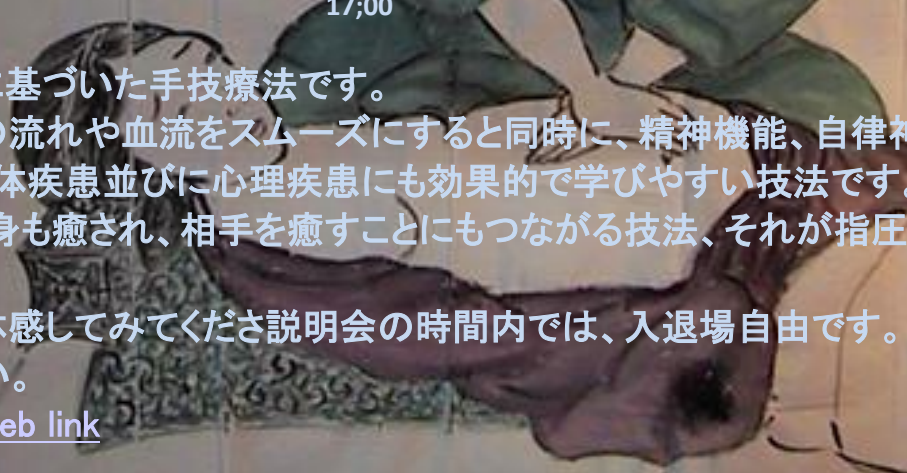 17;00
基づいた手技療法です。
流れや血流をスムーズにすると同時に、精神機能、自律神
体疾患並びに心理疾患にも効果的で学びやすい技法です。
身も癒され、相手を癒すことにもつながる技法、それが指圧
感してみてくださ説明会の時間内では、入退場自由です。
い。
eb link